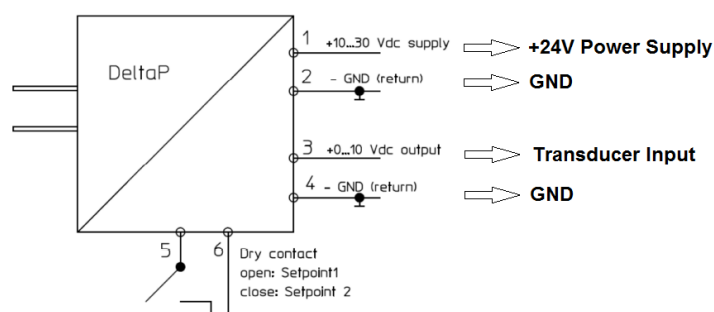 DeltaP
1 +10...30 Vdc supply +24V Power Supply
2 - GND (return) GND
3 +0...10 Vdc output Transducer Input
4 - GND (return) GND
5 6 Dry contact
open: Setpoint1
close: Setpoint 2